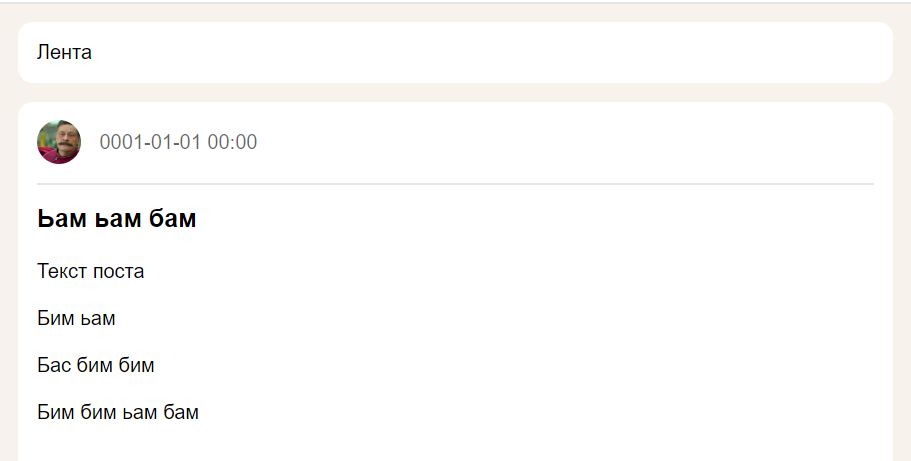 Лента
0001-01-01 00:00
Ьам ьам бам
Текст поста
Бим ьам
Бас бим бим
Бим бим ьам бам